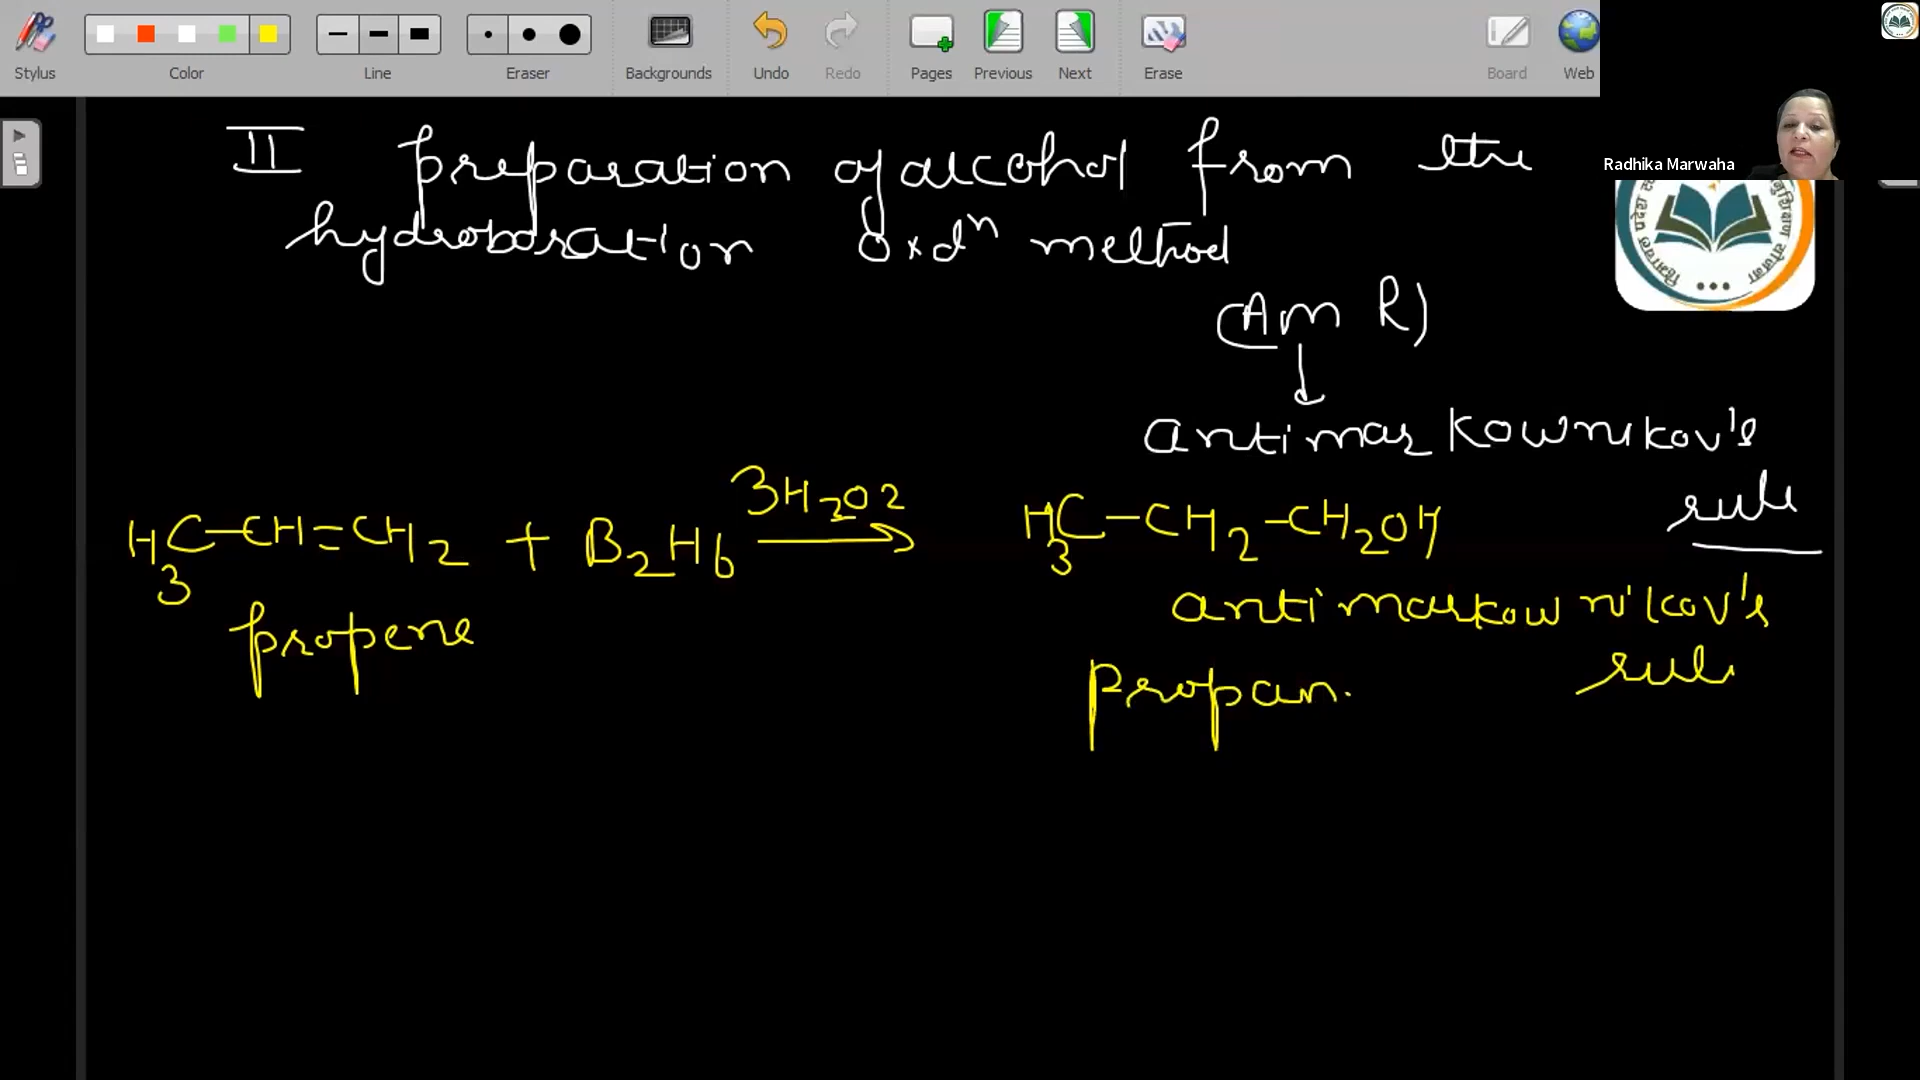 Stylus
Color
Line
Eraser
Backgrounds
Undo
Redo
Pages
Previous
Next
Erase
Board
Web
Radhika Marwaha
II preparation of alcohol from the
hydroboration oxdⁿ method
(Am R)
antimarkownikov's
rule
H₃C-CH=CH₂ + B₂H₆ 3H₂O₂ → H₃C-CH₂-CH₂OH
antimarkownikov's
rule
propene
propan.